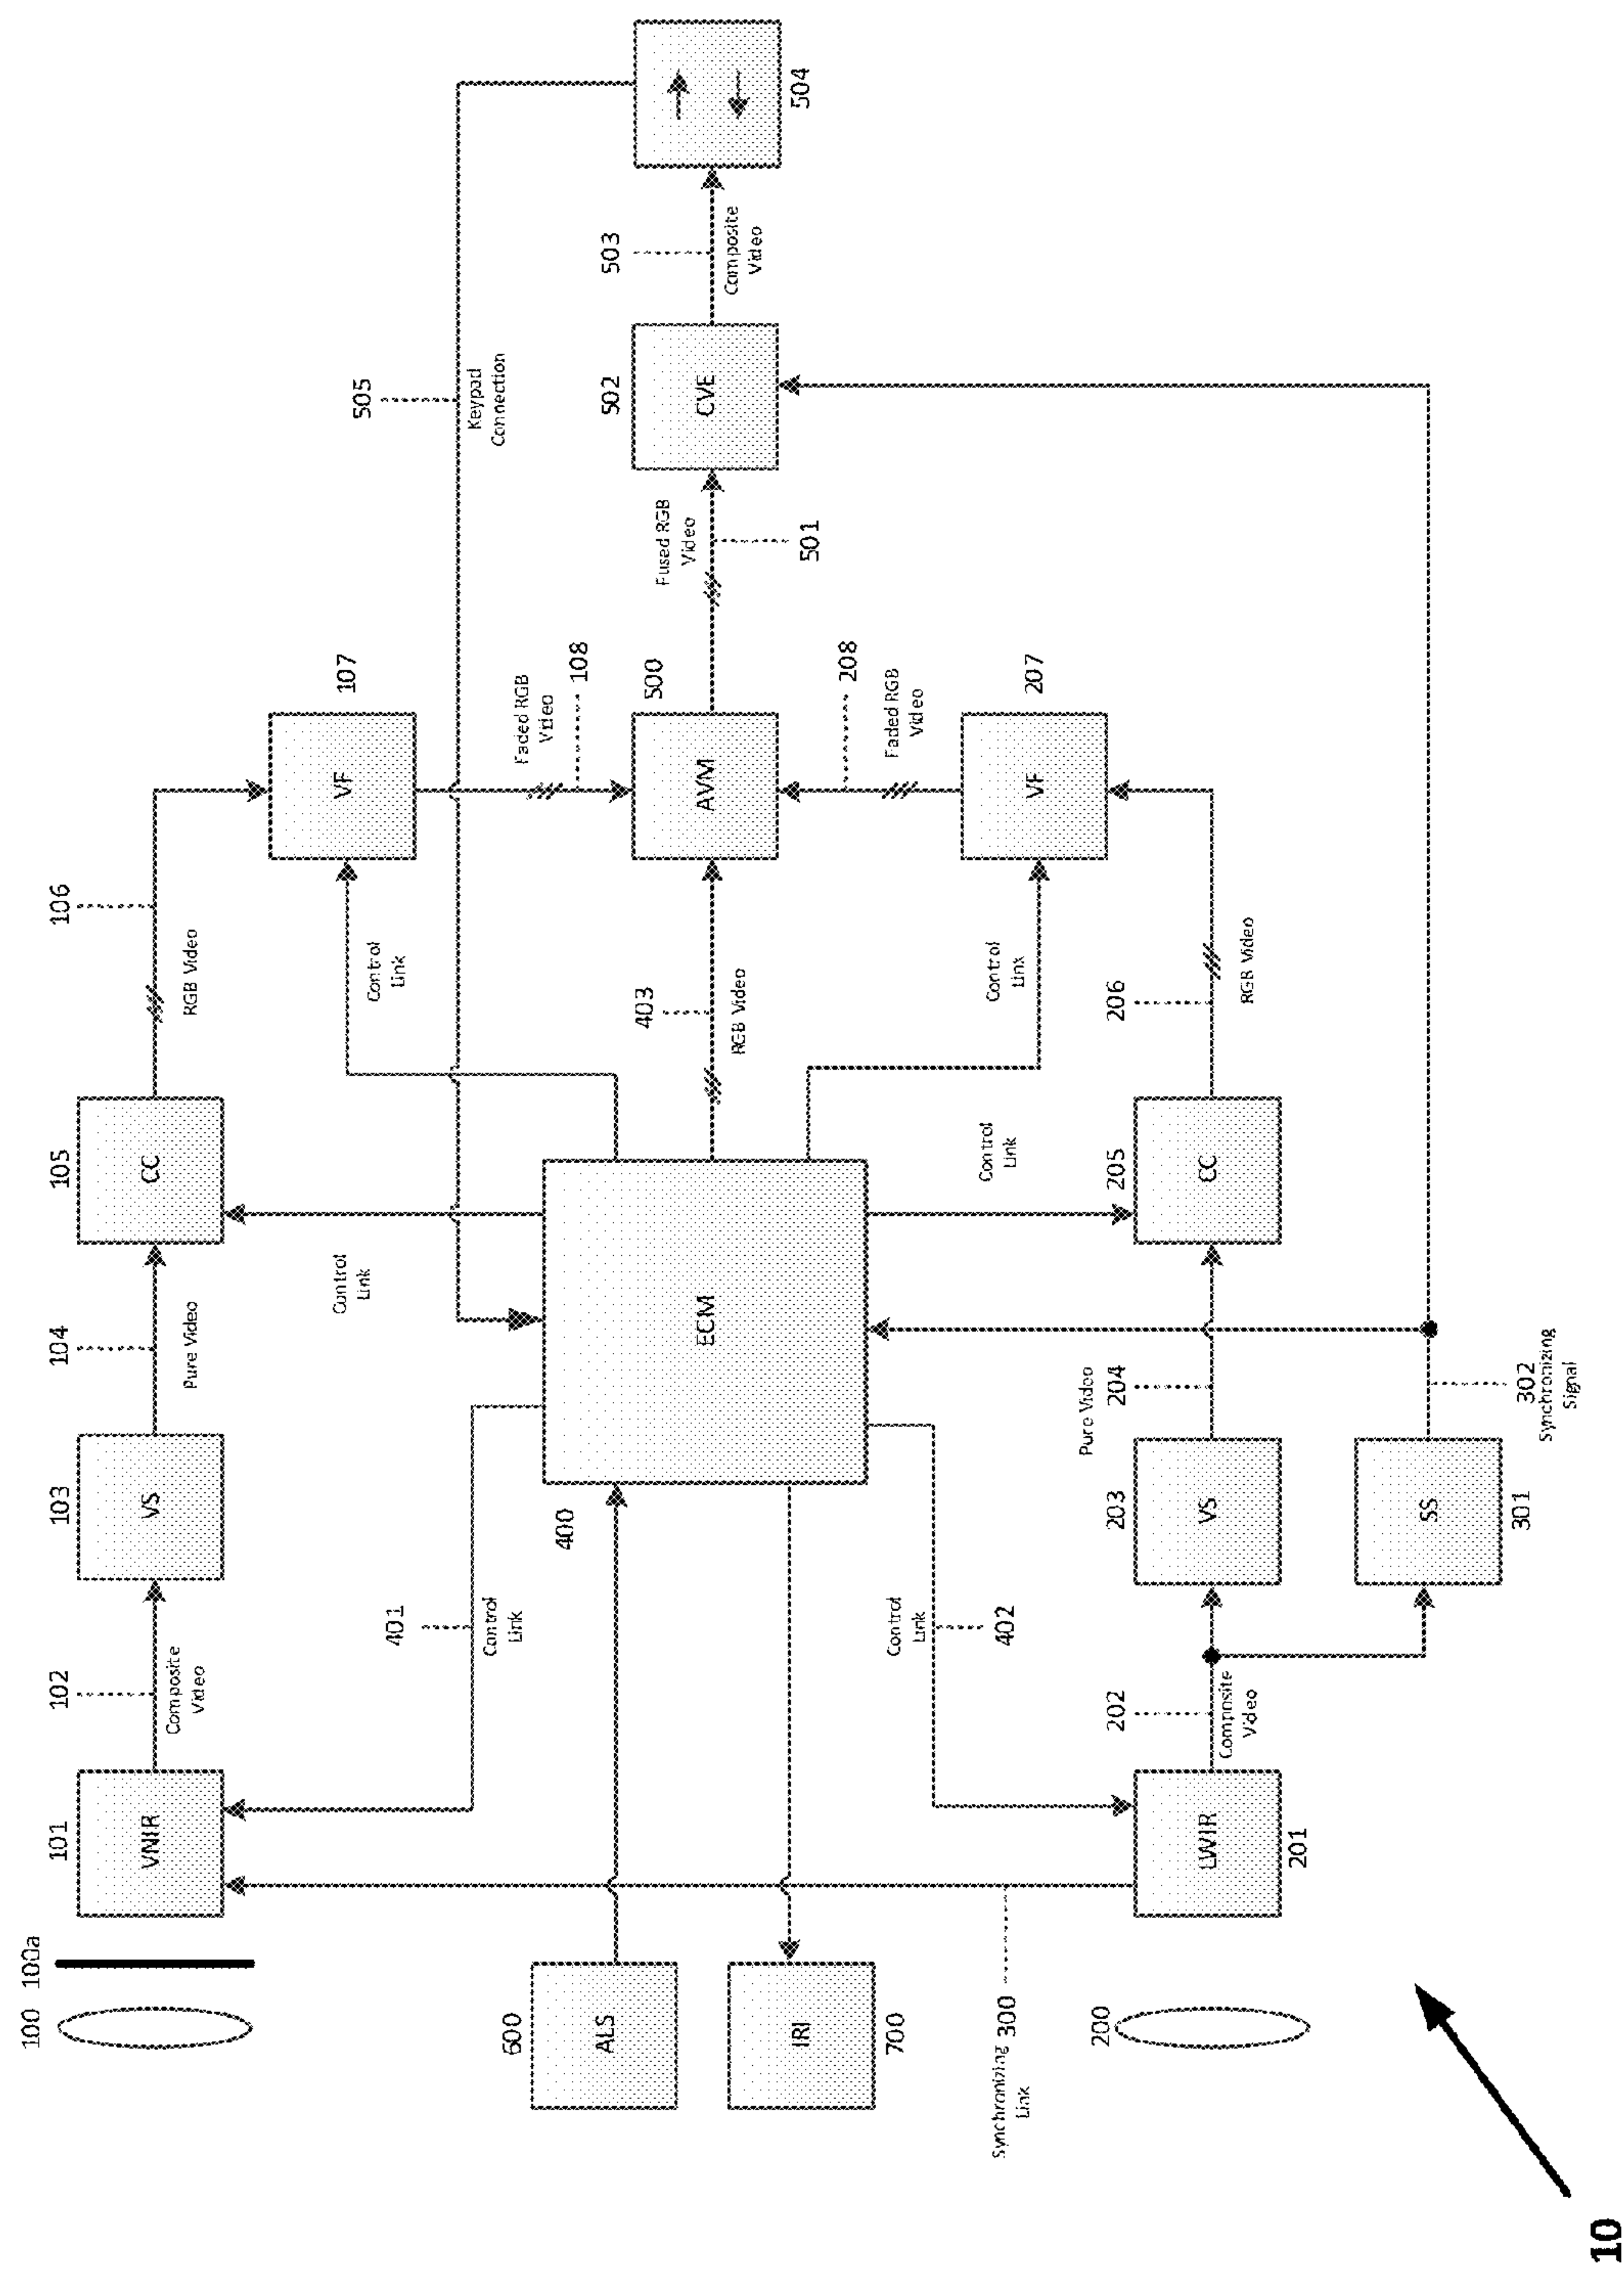 100
100a
101
VNIR
102
Composite
Video
103
VS
104
Pure Video
105
CC
106
RGB Video
107
VF
Control
Link
Control
Link
Faded RGB
Video
108
505
Keypad
Connection
401
Control
Link
600
ALS
IRI
700
400
ECM
403
RGB Video
500
AVM
Fused RGB
Video
501
502
CVE
503
Composite
Video
504
208
Faded RGB
Video
207
VF
Control
Link
Control
Link
Control
Link
402
Synchronizing
Link
300
200
LWIR
201
202
Composite
Video
203
VS
Pure Video
204
205
CC
206
RGB Video
SS
301
302
Synchronizing
Signal
10